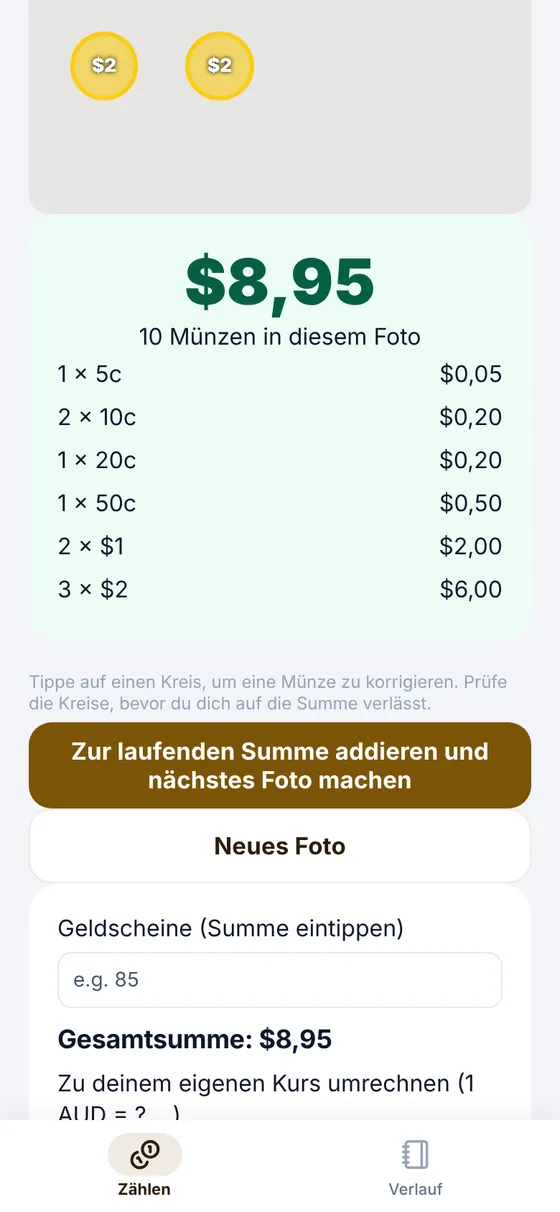 $2 $2
$8,95
10 Münzen in diesem Foto
1 × 5c $0,05
2 × 10c $0,20
1 × 20c $0,20
1 × 50c $0,50
2 × $1 $2,00
3 × $2 $6,00
Tippe auf einen Kreis, um eine Münze zu korrigieren. Prüfe
die Kreise, bevor du dich auf die Summe verlässt.
Zur laufenden Summe addieren und
nächstes Foto machen
Neues Foto
Geldscheine (Summe eintippen)
e.g. 85
Gesamtsumme: $8,95
Zu deinem eigenen Kurs umrechnen (1
AUD = ? …)
Zählen Verlauf